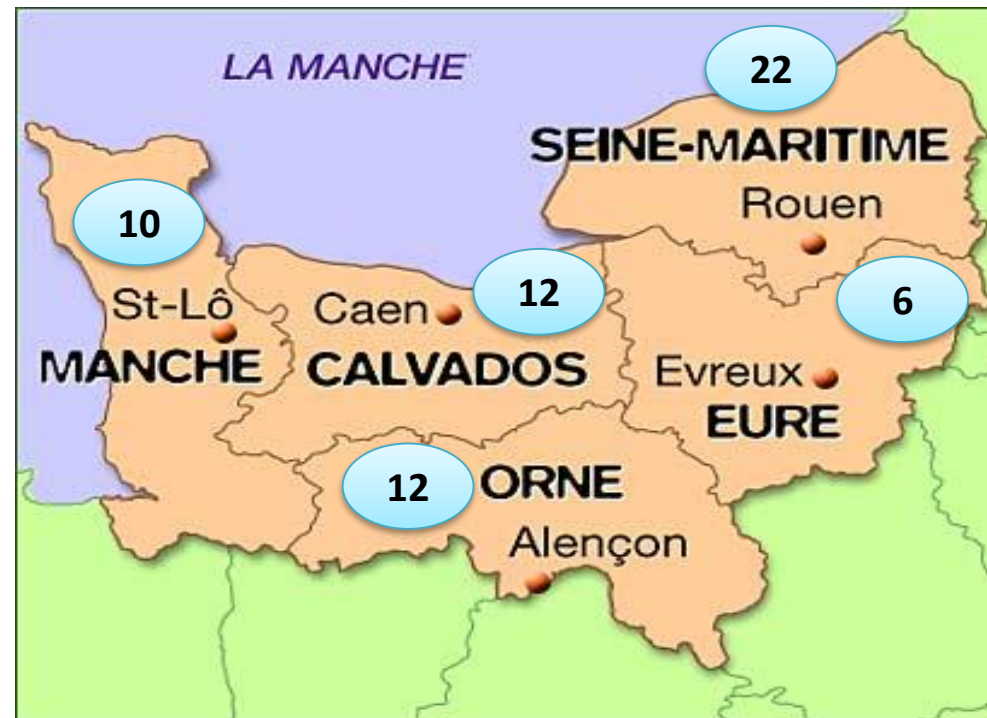 LA MANCHE
22
SEINE-MARITIME
Rouen
10
12
6
St-Lô
Caen
MANCHE
CALVADOS
Evreux
EURE
12
ORNE
Alençon